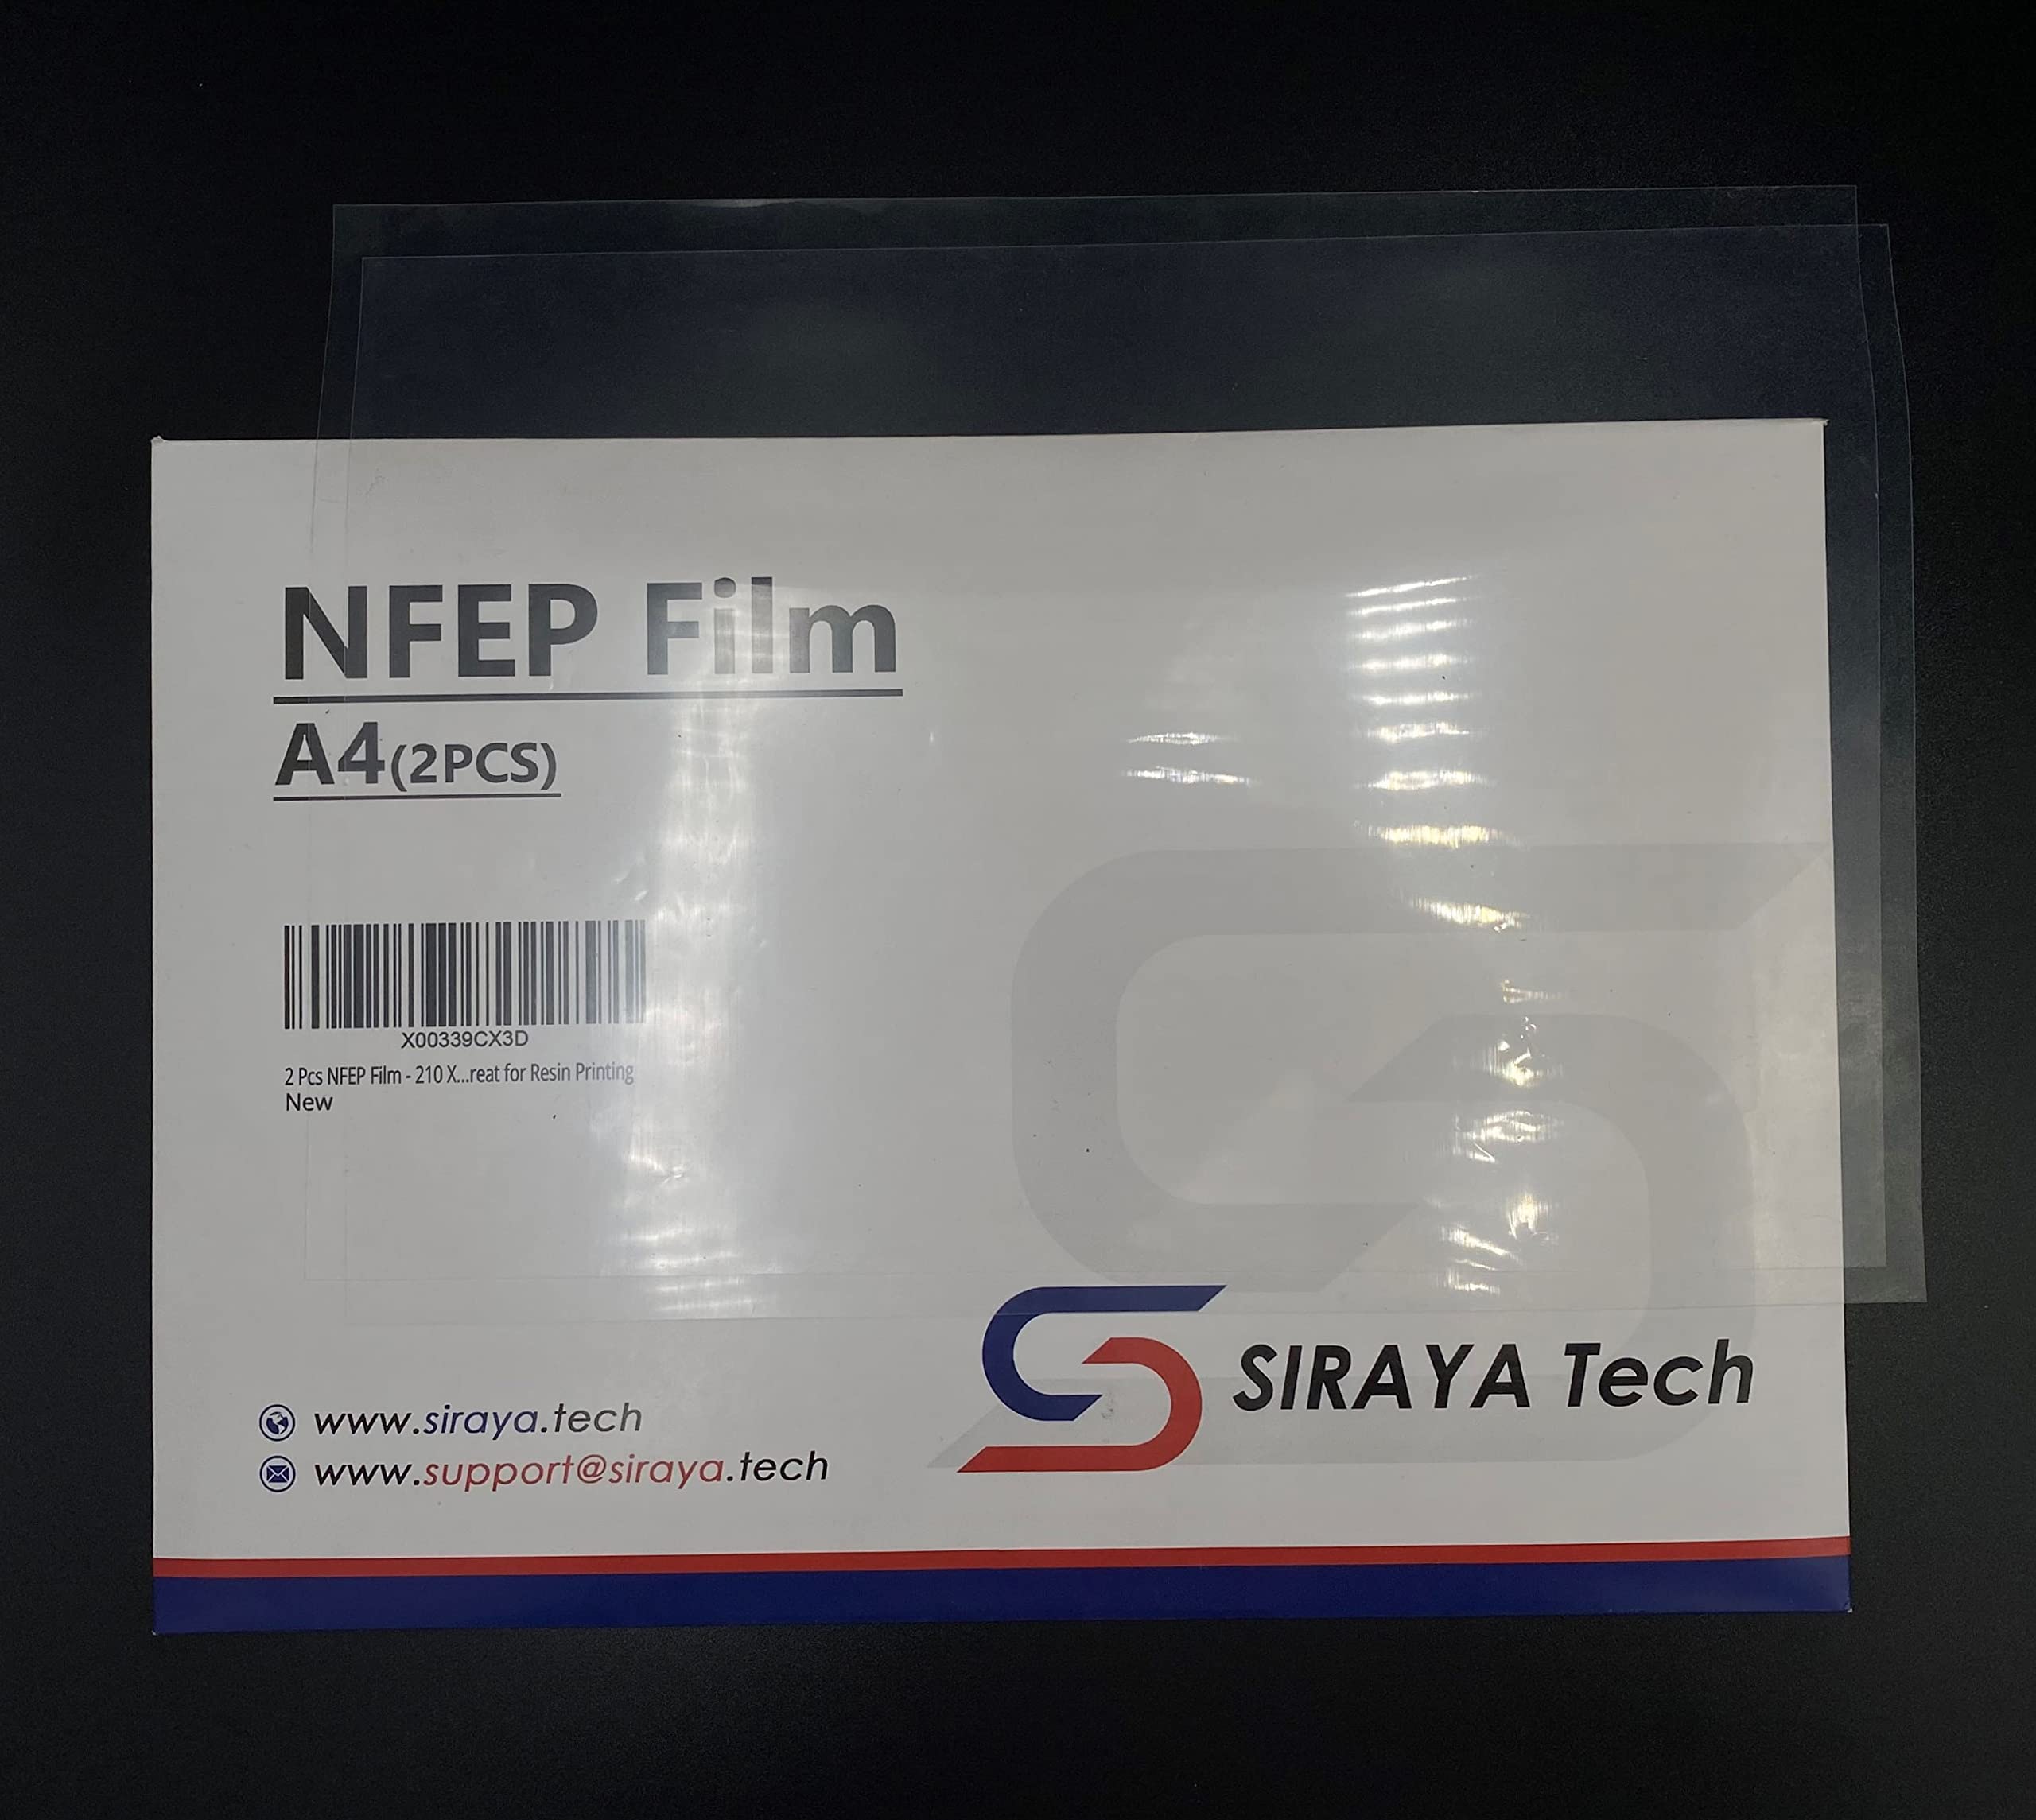 NFEP Film
A4(2PCS)
X00339CX3D
2 Pcs NFEP Film - 210 X...reat for Resin Printing
New
SIRAYA Tech
www.siraya.tech
www.support@siraya.tech